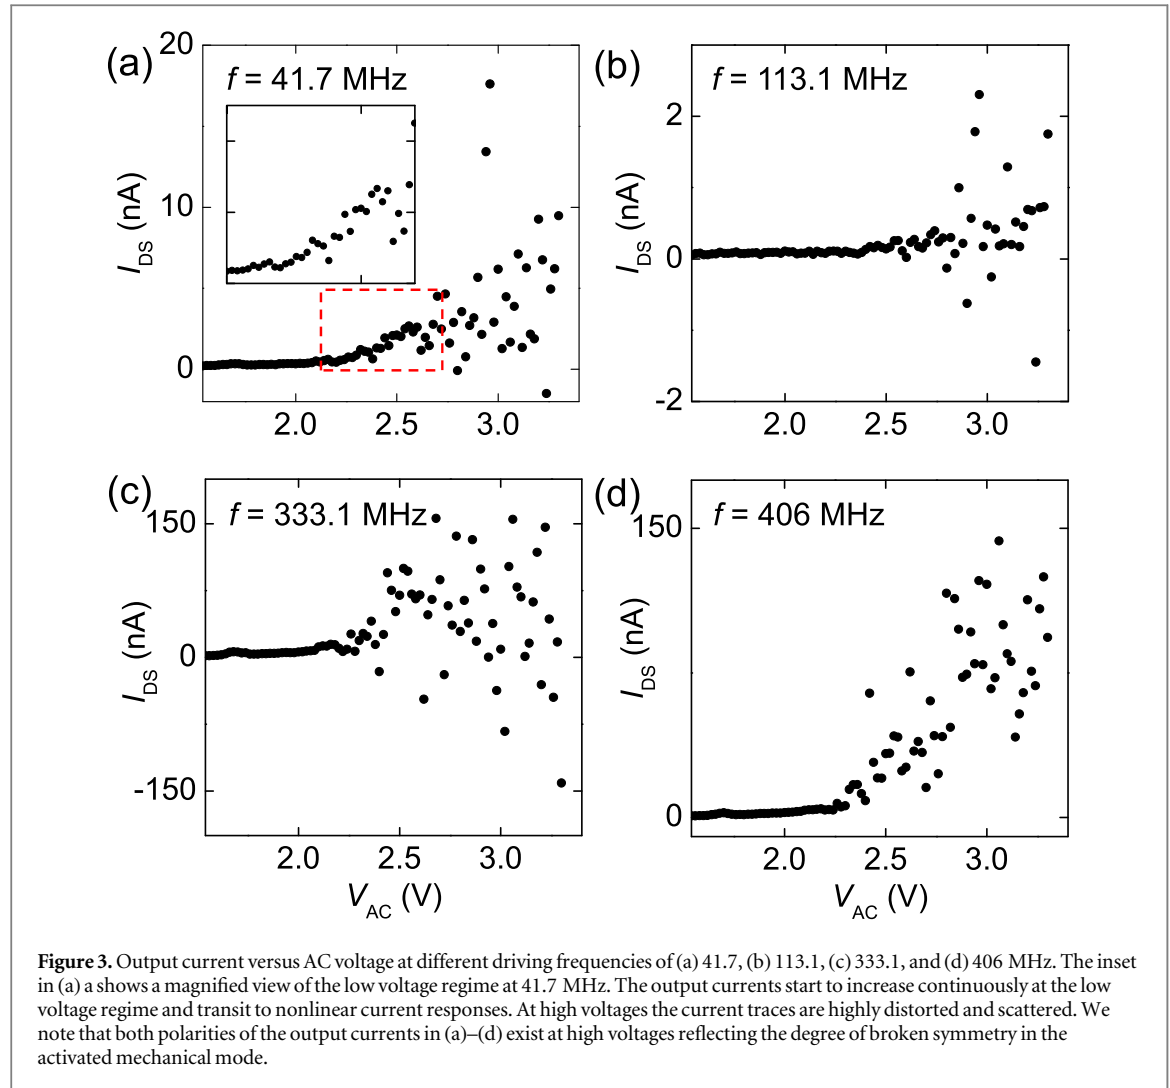 (a)
f = 41.7 MHz
20
10
0
I_DS (nA)
2.0 2.5 3.0
(b)
f = 113.1 MHz
2
0
-2
I_DS (nA)
2.0 2.5 3.0
(c)
f = 333.1 MHz
150
0
-150
I_DS (nA)
2.0 2.5 3.0
V_AC (V)
(d)
f = 406 MHz
150
0
I_DS (nA)
2.0 2.5 3.0
V_AC (V)
Figure 3. Output current versus AC voltage at different driving frequencies of (a) 41.7, (b) 113.1, (c) 333.1, and (d) 406 MHz. The inset
in (a) a shows a magnified view of the low voltage regime at 41.7 MHz. The output currents start to increase continuously at the low
voltage regime and transit to nonlinear current responses. At high voltages the current traces are highly distorted and scattered. We
note that both polarities of the output currents in (a)–(d) exist at high voltages reflecting the degree of broken symmetry in the
activated mechanical mode.